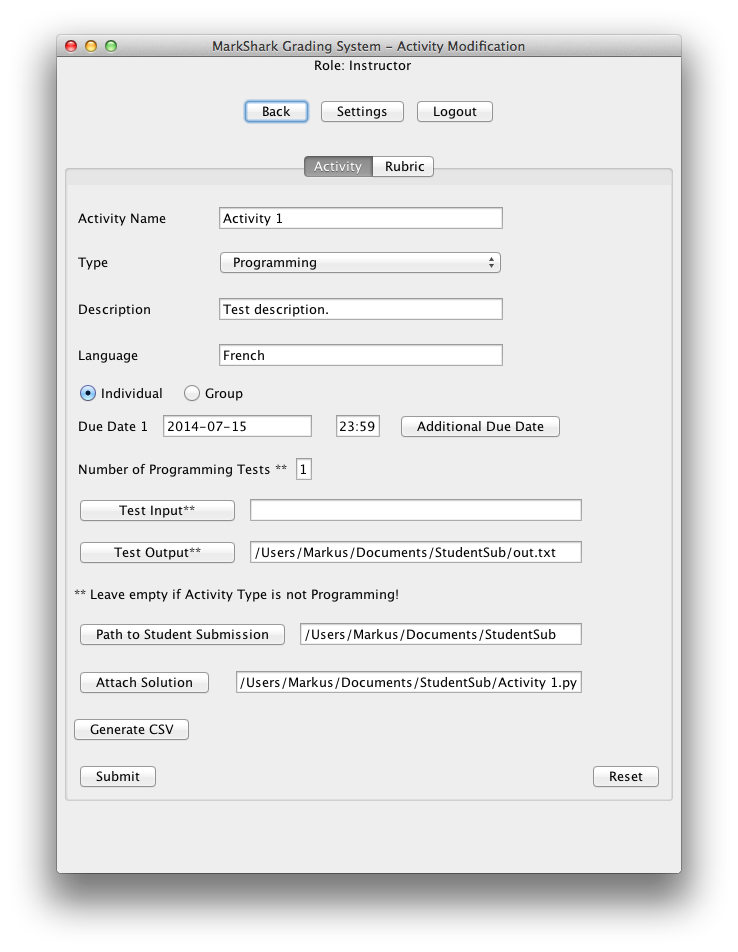 MarkShark Grading System – Activity Modification
Role: Instructor
Back Settings Logout
Activity Rubric
Activity Name Activity 1
Type Programming
Description Test description.
Language French
Individual Group
Due Date 1 2014-07-15 23:59 Additional Due Date
Number of Programming Tests ** 1
Test Input**
Test Output** /Users/Markus/Documents/StudentSub/out.txt
** Leave empty if Activity Type is not Programming!
Path to Student Submission /Users/Markus/Documents/StudentSub
Attach Solution /Users/Markus/Documents/StudentSub/Activity 1.py
Generate CSV
Submit Reset